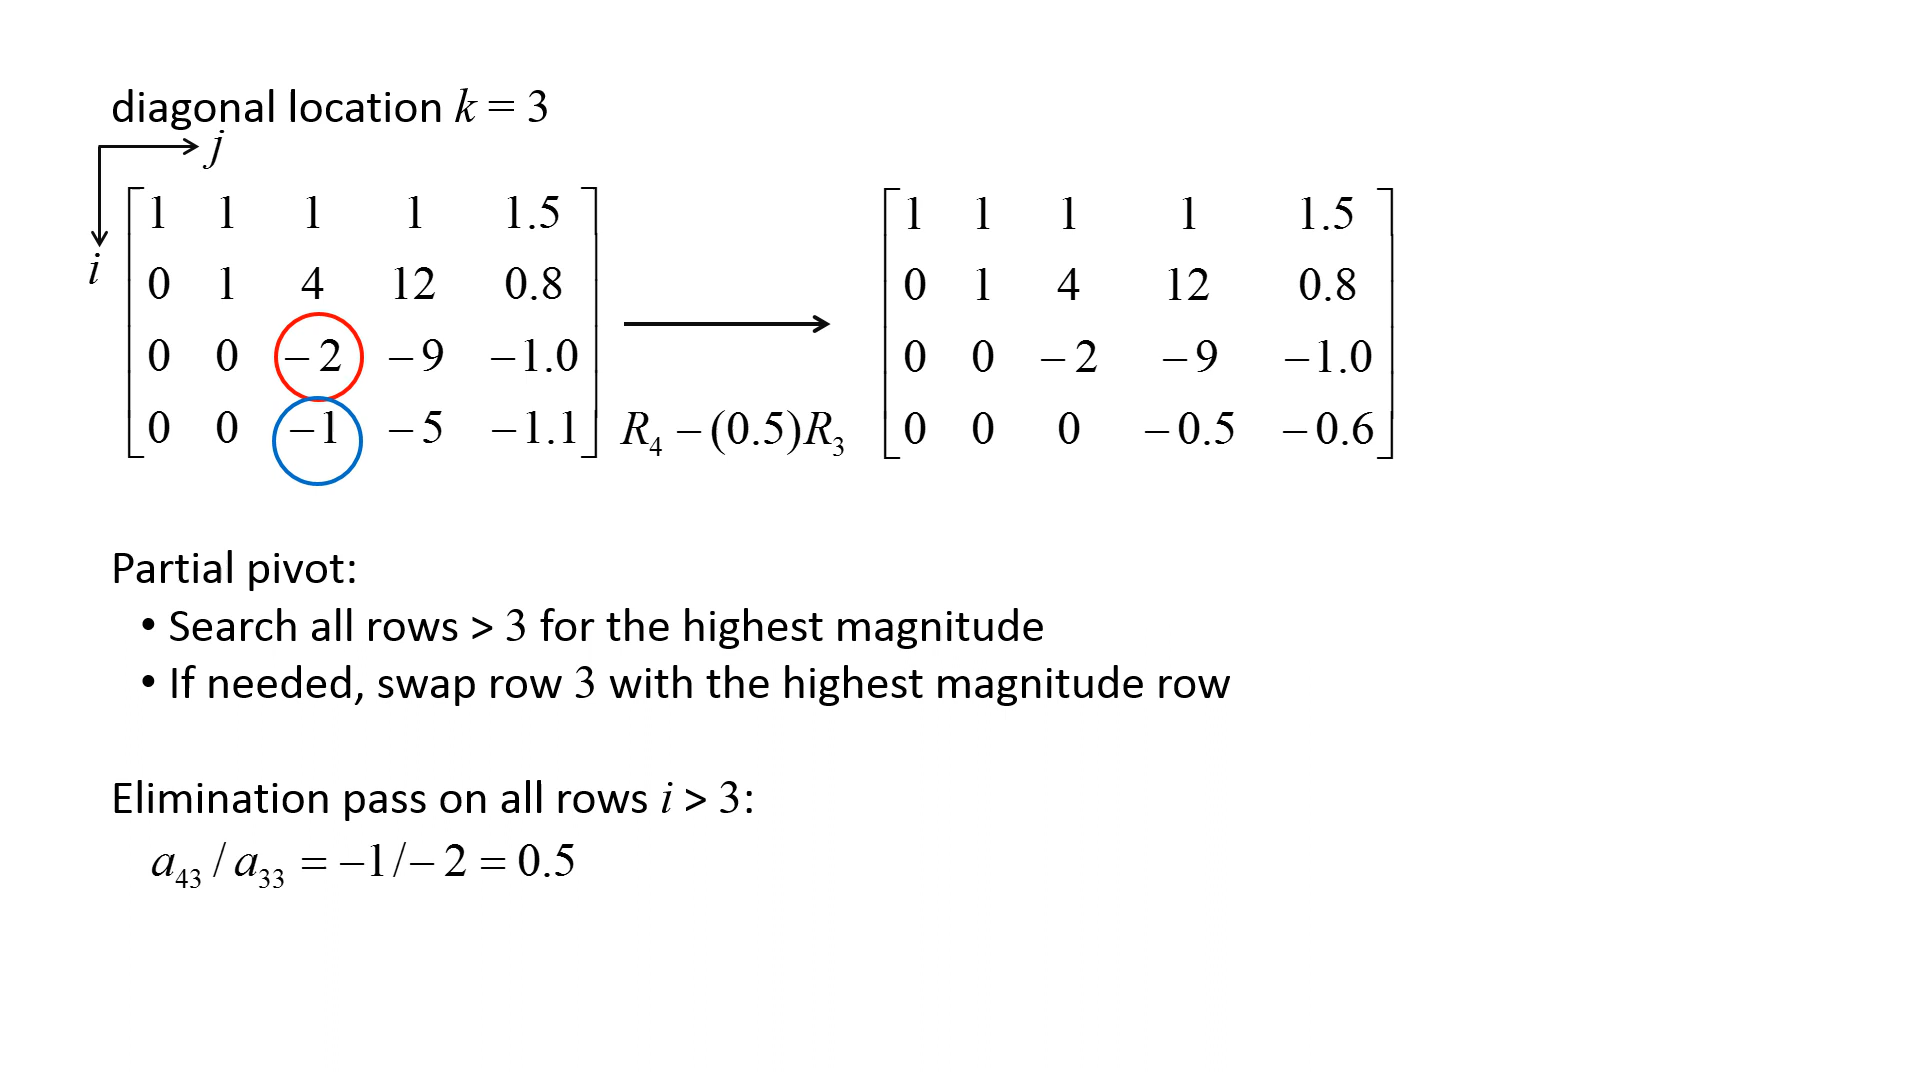 diagonal location k = 3
j
i
1 1 1 1 1.5
0 1 4 12 0.8
0 0 −2 −9 −1.0
0 0 −1 −5 −1.1
R4 − (0.5)R3
1 1 1 1 1.5
0 1 4 12 0.8
0 0 −2 −9 −1.0
0 0 0 −0.5 −0.6
Partial pivot:
• Search all rows > 3 for the highest magnitude
• If needed, swap row 3 with the highest magnitude row
Elimination pass on all rows i > 3:
a43 / a33 = −1/−2 = 0.5